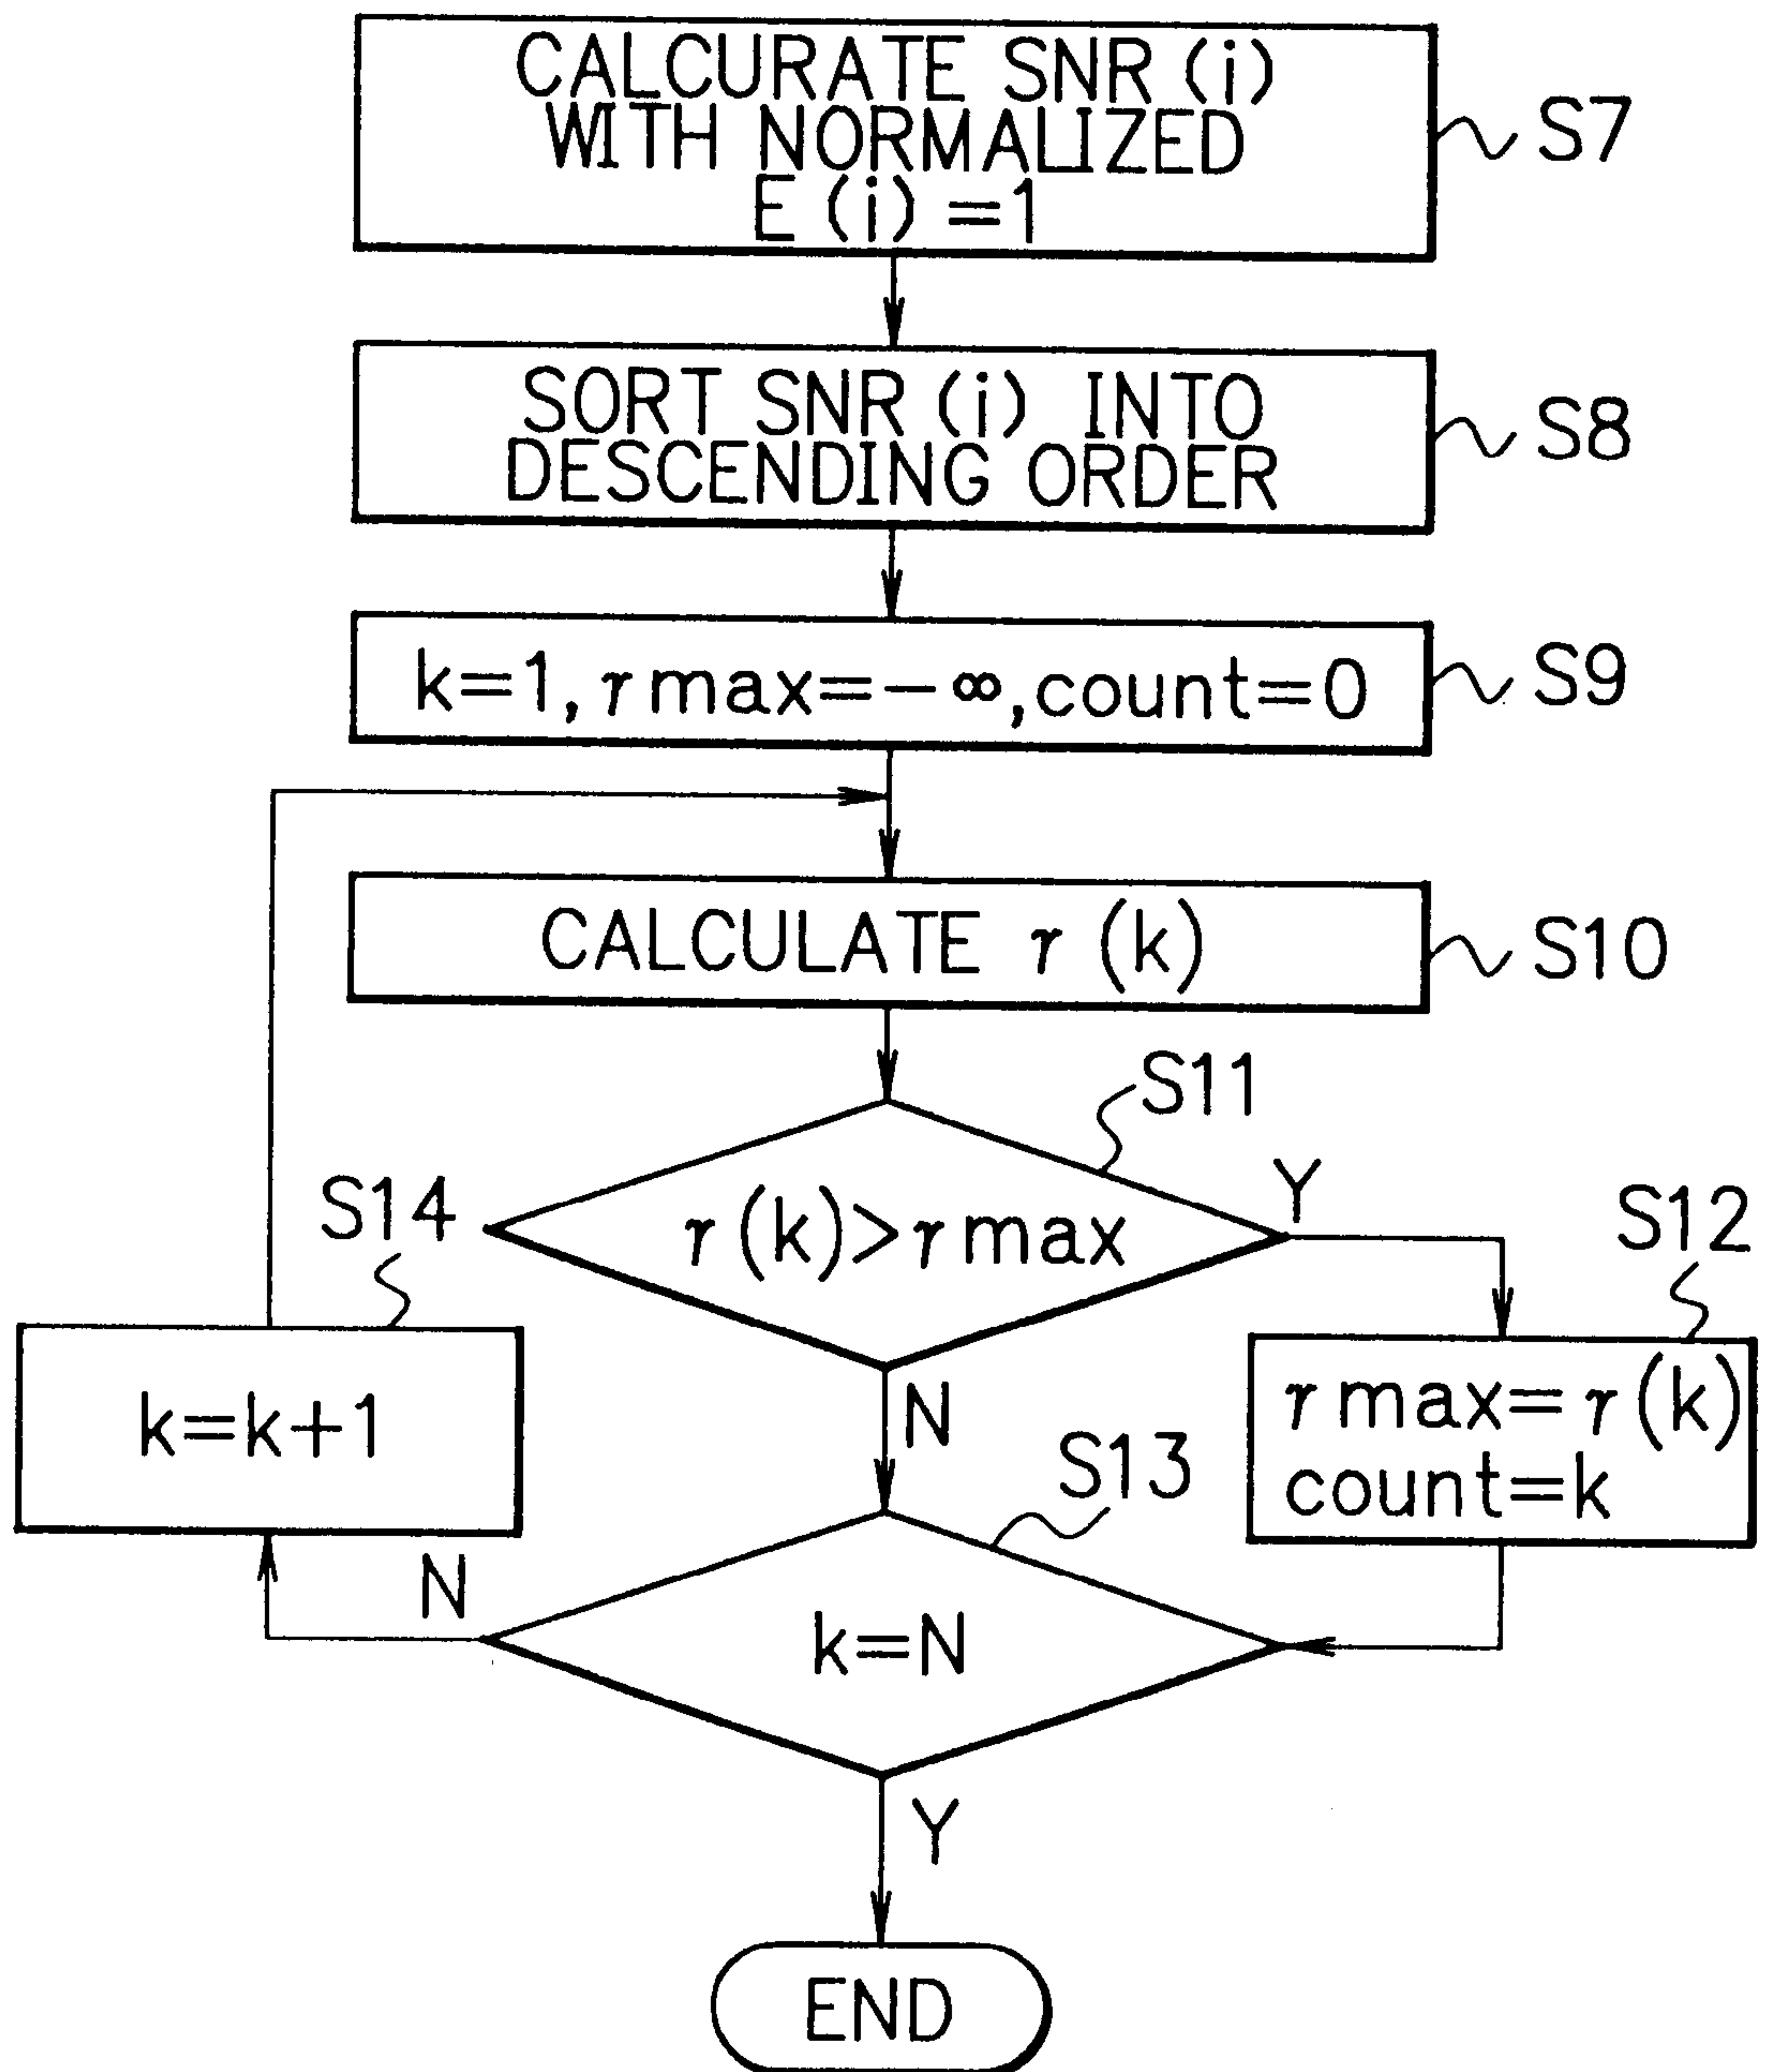 CALCURATE SNR (i)
WITH NORMALIZED
E (i) =1
S7
SORT SNR (i) INTO
DESCENDING ORDER
S8
k=1, r max=-∞, count=0
S9
CALCULATE r (k)
S10
S11
r (k)>r max
Y
S12
S14
r max=r (k)
count=k
k=k+1
N
S13
N
k=N
Y
END